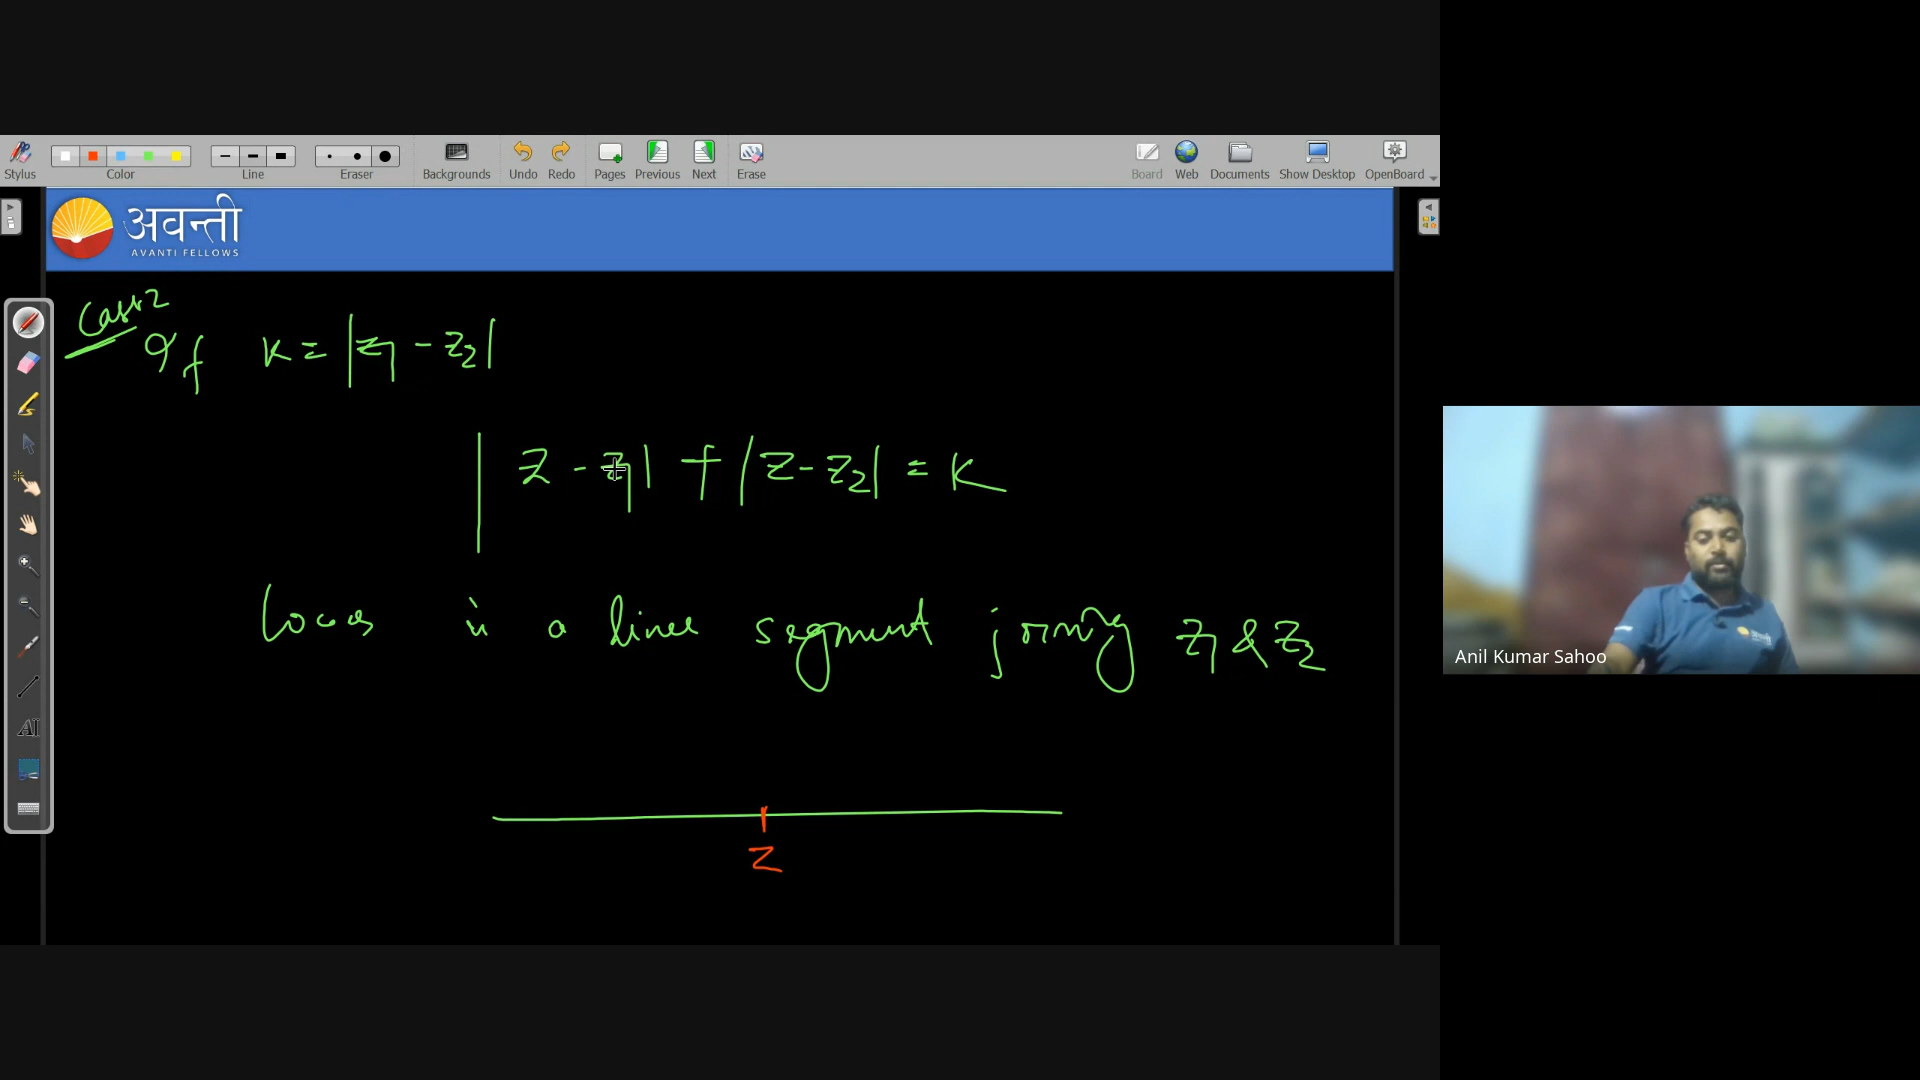 Stylus Color Line Eraser Backgrounds Undo Redo Pages Previous Next Erase Board Web Documents Show Desktop OpenBoard
अवन्ती
AVANTI FELLOWS
Case 2
If K = |z1 - z2|
| z - z1| + |z - z2| = K
Locus is a line segment joining z1 & z2
z
Anil Kumar Sahoo
AI